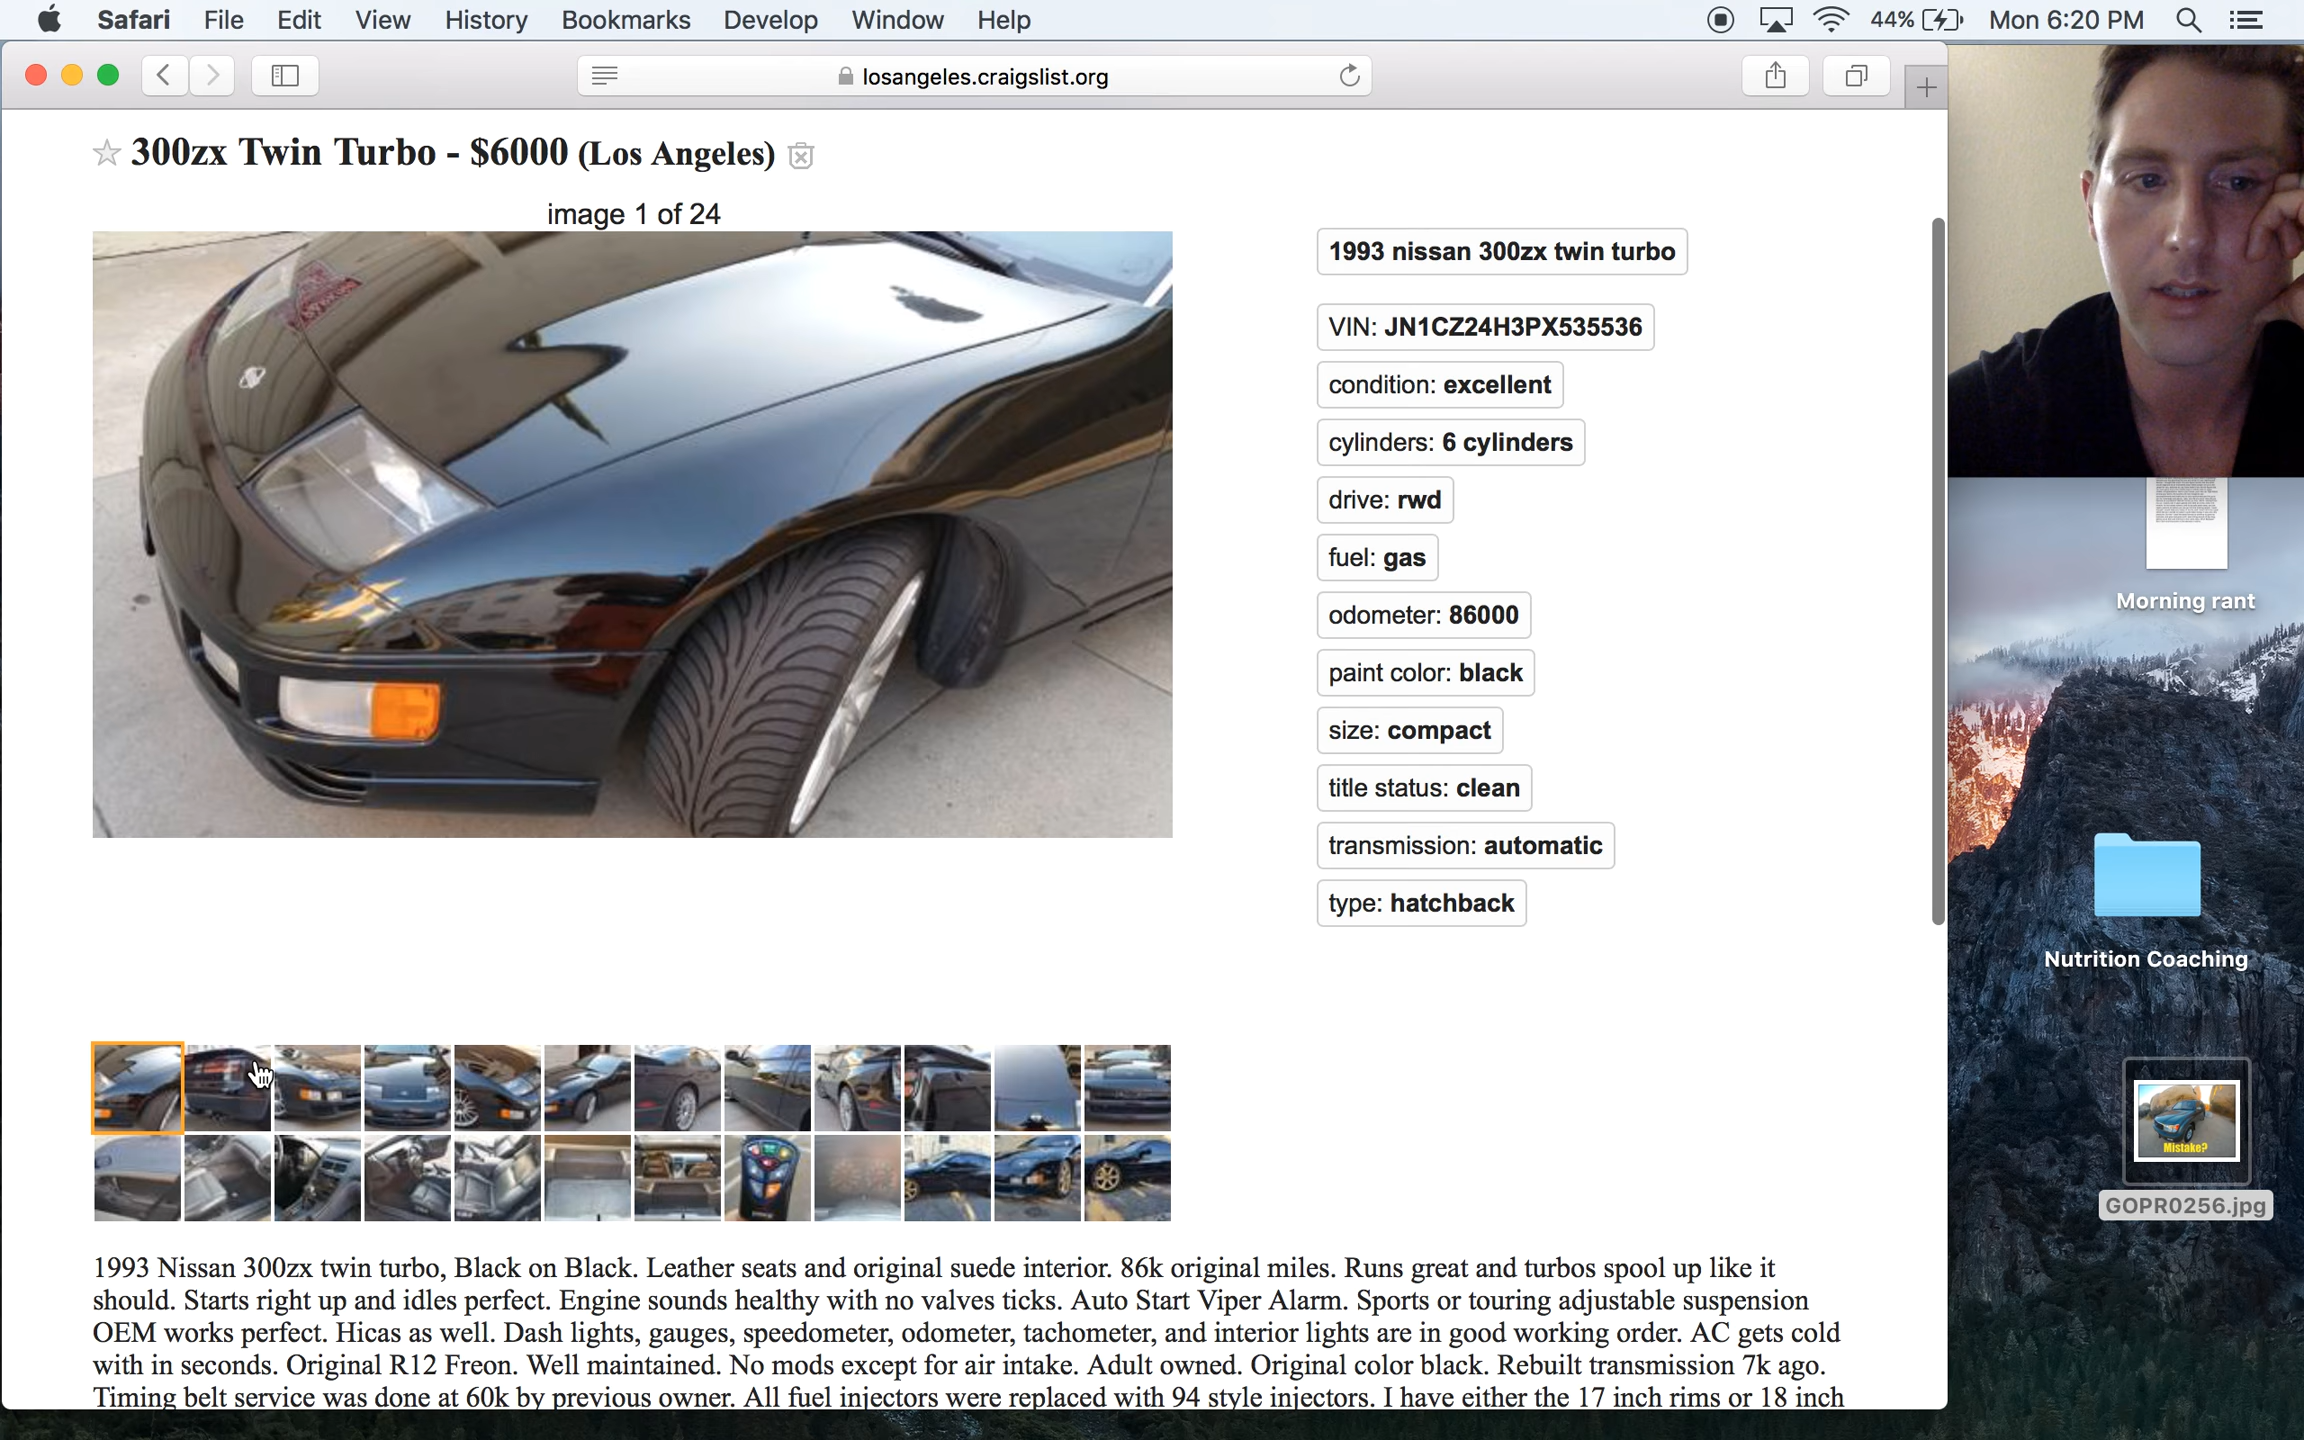 Safari File Edit View History Bookmarks Develop Window Help 44% Mon 6:20 PM
losangeles.craigslist.org
300zx Twin Turbo - $6000 (Los Angeles)
image 1 of 24
1993 nissan 300zx twin turbo
VIN: JN1CZ24H3PX535536
condition: excellent
cylinders: 6 cylinders
drive: rwd
fuel: gas
odometer: 86000
paint color: black
size: compact
title status: clean
transmission: automatic
type: hatchback
1993 Nissan 300zx twin turbo, Black on Black. Leather seats and original suede interior. 86k original miles. Runs great and turbos spool up like it
should. Starts right up and idles perfect. Engine sounds healthy with no valves ticks. Auto Start Viper Alarm. Sports or touring adjustable suspension
OEM works perfect. Hicas as well. Dash lights, gauges, speedometer, odometer, tachometer, and interior lights are in good working order. AC gets cold
with in seconds. Original R12 Freon. Well maintained. No mods except for air intake. Adult owned. Original color black. Rebuilt transmission 7k ago.
Timing belt service was done at 60k by previous owner. All fuel injectors were replaced with 94 style injectors. I have either the 17 inch rims or 18 inch
Morning rant
Nutrition Coaching
Mistake?
GOPR0256.jpg